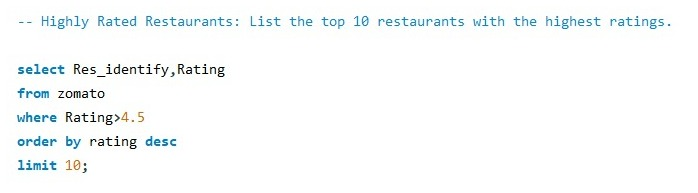 -- Highly Rated Restaurants: List the top 10 restaurants with the highest ratings.
select Res_identify,Rating
from zomato
where Rating>4.5
order by rating desc
limit 10;